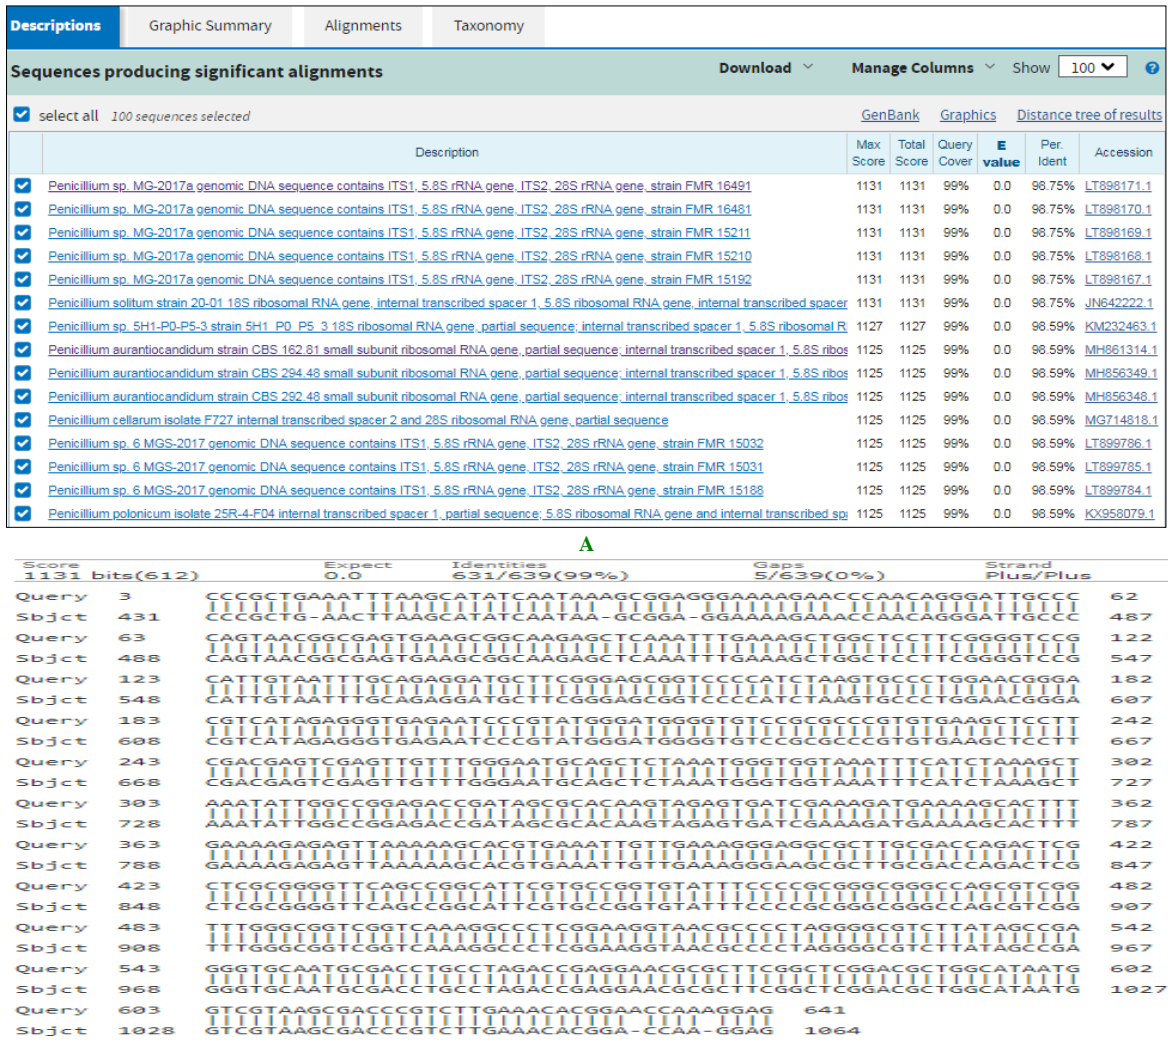 Descriptions Graphic Summary Alignments Taxonomy
Sequences producing significant alignments Download Manage Columns Show 100
select all 100 sequences selected GenBank Graphics Distance tree of results
Description Max Score Total Score Query Cover E value Per. Ident Accession
Penicillium sp. MG-2017a genomic DNA sequence contains ITS1, 5.8S rRNA gene, ITS2, 28S rRNA gene, strain FMR 16491 1131 1131 99% 0.0 98.75% LT898171.1
Penicillium sp. MG-2017a genomic DNA sequence contains ITS1, 5.8S rRNA gene, ITS2, 28S rRNA gene, strain FMR 16481 1131 1131 99% 0.0 98.75% LT898170.1
Penicillium sp. MG-2017a genomic DNA sequence contains ITS1, 5.8S rRNA gene, ITS2, 28S rRNA gene, strain FMR 15211 1131 1131 99% 0.0 98.75% LT898169.1
Penicillium sp. MG-2017a genomic DNA sequence contains ITS1, 5.8S rRNA gene, ITS2, 28S rRNA gene, strain FMR 15210 1131 1131 99% 0.0 98.75% LT898168.1
Penicillium sp. MG-2017a genomic DNA sequence contains ITS1, 5.8S rRNA gene, ITS2, 28S rRNA gene, strain FMR 15192 1131 1131 99% 0.0 98.75% LT898167.1
Penicillium solitum strain 20-01 18S ribosomal RNA gene, internal transcribed spacer 1, 5.8S ribosomal RNA gene, internal transcribed spacer 1131 1131 99% 0.0 98.75% JN642222.1
Penicillium sp. 5H1-P0-P5-3 strain 5H1_P0_P5_3 18S ribosomal RNA gene, partial sequence; internal transcribed spacer 1, 5.8S ribosomal R 1127 1127 99% 0.0 98.59% KM232463.1
Penicillium aurantiocandidum strain CBS 162.81 small subunit ribosomal RNA gene, partial sequence; internal transcribed spacer 1, 5.8S ribos 1125 1125 99% 0.0 98.59% MH861314.1
Penicillium aurantiocandidum strain CBS 294.48 small subunit ribosomal RNA gene, partial sequence; internal transcribed spacer 1, 5.8S ribos 1125 1125 99% 0.0 98.59% MH856349.1
Penicillium aurantiocandidum strain CBS 292.48 small subunit ribosomal RNA gene, partial sequence; internal transcribed spacer 1, 5.8S ribos 1125 1125 99% 0.0 98.59% MH856348.1
Penicillium cellarum isolate F727 internal transcribed spacer 2 and 28S ribosomal RNA gene, partial sequence 1125 1125 99% 0.0 98.59% MG714818.1
Penicillium sp. 6 MGS-2017 genomic DNA sequence contains ITS1, 5.8S rRNA gene, ITS2, 28S rRNA gene, strain FMR 15032 1125 1125 99% 0.0 98.59% LT899786.1
Penicillium sp. 6 MGS-2017 genomic DNA sequence contains ITS1, 5.8S rRNA gene, ITS2, 28S rRNA gene, strain FMR 15031 1125 1125 99% 0.0 98.59% LT899785.1
Penicillium sp. 6 MGS-2017 genomic DNA sequence contains ITS1, 5.8S rRNA gene, ITS2, 28S rRNA gene, strain FMR 15188 1125 1125 99% 0.0 98.59% LT899784.1
Penicillium polonicum isolate 25R-4-F04 internal transcribed spacer 1, partial sequence; 5.8S ribosomal RNA gene and internal transcribed sp 1125 1125 99% 0.0 98.59% KX958079.1
A
Score Expect Identities Gaps Strand
1131 bits(612) 0.0 631/639(99%) 5/639(0%) Plus/Plus
Query 3 CCCGCTGAAATTTAAGCATATCAATAAAGCGGAGGGAAAAGAACCCAACAGGGATTGCCC 62
Sbjct 431 CCCGCTG-AACTTAAGCATATCAATAA-GCGGA-GGAAAAGAAACCAACAGGGATTGCCC 487
Query 63 CAGTAACGGCGAGTGAAGCGGCAAGAGCTCAAATTTGAAAGCTGGCTCCTTCGGGGTCCG 122
Sbjct 488 CAGTAACGGCGAGTGAAGCGGCAAGAGCTCAAATTTGAAAGCTGGCTCCTTCGGGGTCCG 547
Query 123 CATTGTAATTTGCAGAGGATGCTTCGGGAGCGGTCCCCATCTAAGTGCCCTGGAACGGGA 182
Sbjct 548 CATTGTAATTTGCAGAGGATGCTTCGGGAGCGGTCCCCATCTAAGTGCCCTGGAACGGGA 607
Query 183 CGTCATAGAGGGTGAGAATCCCGTATGGGATGGGGTGTCCGCGCCCGTGTGAAGCTCCTT 242
Sbjct 608 CGTCATAGAGGGTGAGAATCCCGTATGGGATGGGGTGTCCGCGCCCGTGTGAAGCTCCTT 667
Query 243 CGACGAGTCGAGTTGTTTGGGAATGCAGCTCTAAATGGGTGGTAAATTTCATCTAAAGCT 302
Sbjct 668 CGACGAGTCGAGTTGTTTGGGAATGCAGCTCTAAATGGGTGGTAAATTTCATCTAAAGCT 727
Query 303 AAATATTGGCCGGAGACCGATAGCGCACAAGTAGAGTGATCGAAAGATGAAAAGCACTTT 362
Sbjct 728 AAATATTGGCCGGAGACCGATAGCGCACAAGTAGAGTGATCGAAAGATGAAAAGCACTTT 787
Query 363 GAAAAGAGAGTTAAAAAGCACGTGAAATTGTTGAAAGGGAGGCGCTTGCGACCAGACTCG 422
Sbjct 788 GAAAAGAGAGTTAAAAAGCACGTGAAATTGTTGAAAGGGAAGCGCTTGCGACCAGACTCG 847
Query 423 CTCGCGGGGTTCAGCCGGCATTCGTGCCGGTGTATTTCCCCGCGGGCGGGCCAGCGTCGG 482
Sbjct 848 CTCGCGGGGTTCAGCCGGCATTCGTGCCGGTGTATTTCCCCGCGGGCGGGCCAGCGTCGG 907
Query 483 TTTGGGCGGTCGGTCAAAGGCCCTCGGAAGGTAACGCCCCTAGGGGCGTCTTATAGCCGA 542
Sbjct 908 TTTGGGCGGTCGGTCAAAGGCCCTCGGAAGGTAACGCCCCTAGGGGCGTCTTATAGCCGA 967
Query 543 GGGTGCAATGCGACCTGCCTAGACCGAGGAACGCGCTTCGGCTCGGACGCTGGCATAATG 602
Sbjct 968 GGGTGCAATGCGACCTGCCTAGACCGAGGAACGCGCTTCGGCTCGGACGCTGGCATAATG 1027
Query 603 GTCGTAAGCGACCCGTCTTGAAACACGGAACCAAAGGAG 641
Sbjct 1028 GTCGTAAGCGACCCGTCTTGAAACACGGA-CCAA-GGAG 1064